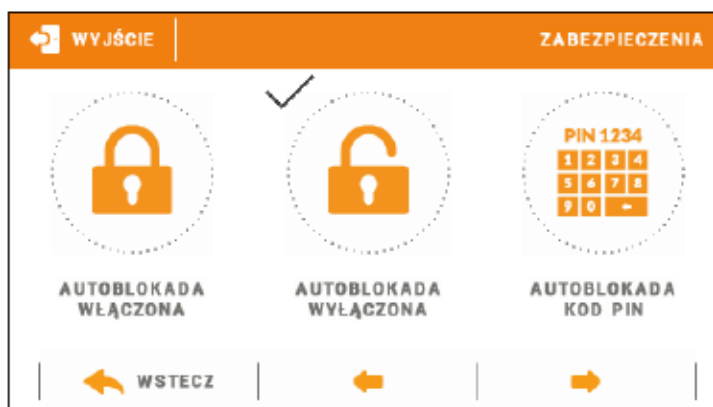 WYJŚCIE
ZABEZPIECZENIA
PIN 1234
1 2 3 4
5 6 7 8
9 0
AUTOBLOKADA
WŁĄCZONA
AUTOBLOKADA
WYŁĄCZONA
AUTOBLOKADA
KOD PIN
WSTECZ